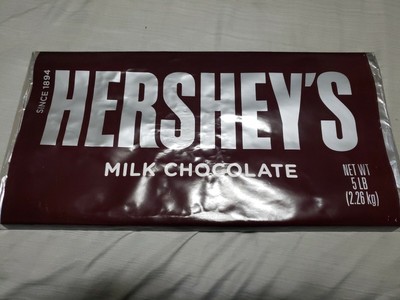 SINCE 1894
HERSHEY'S
MILK CHOCOLATE
NET WT
5 LB
(2.26 kg)